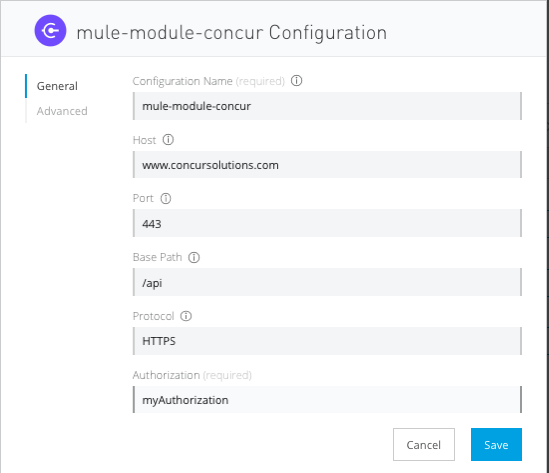 mule-module-concur Configuration
General
Advanced
Configuration Name (required)
mule-module-concur
Host
www.concursolutions.com
Port
443
Base Path
/api
Protocol
HTTPS
Authorization (required)
myAuthorization
Cancel
Save